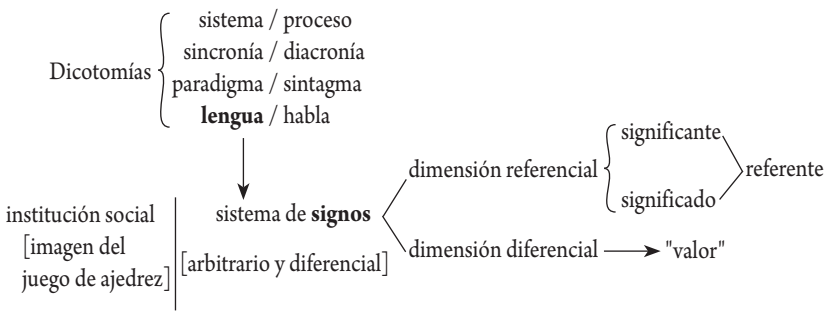 sistema / proceso
sincronía / diacronía
Dicotomías
paradigma / sintagma
lengua / habla
significante
dimensión referencial
referente
significado
institución social
sistema de signos
[imagen del
dimensión diferencial
"valor"
[arbitrario y diferencial]
juego de ajedrez]